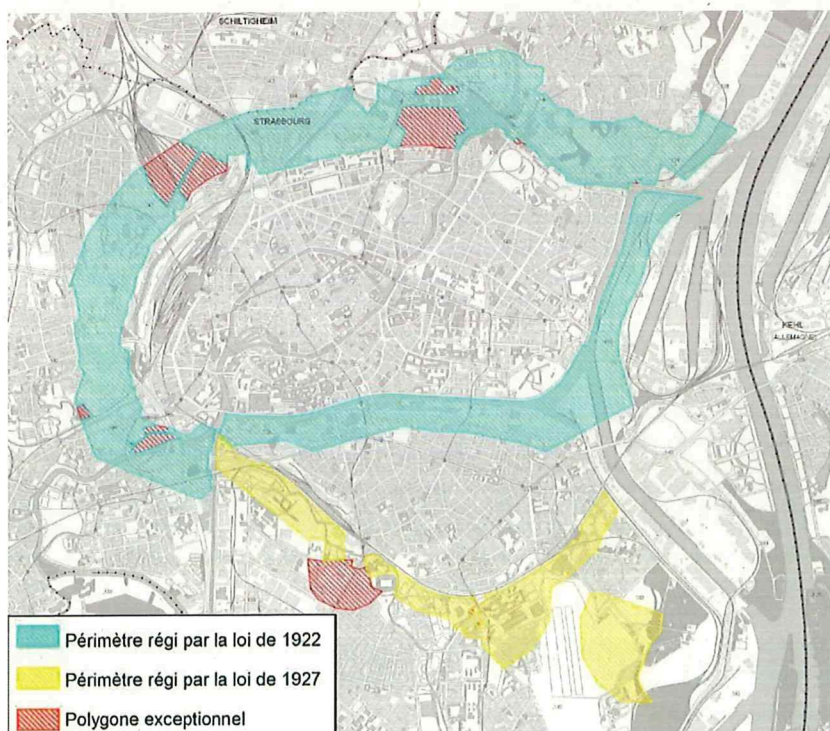 SCHILTIGHEIM
STRASBOURG
KEHL
ALLEMAGNE
Périmètre régi par la loi de 1922
Périmètre régi par la loi de 1927
Polygone exceptionnel